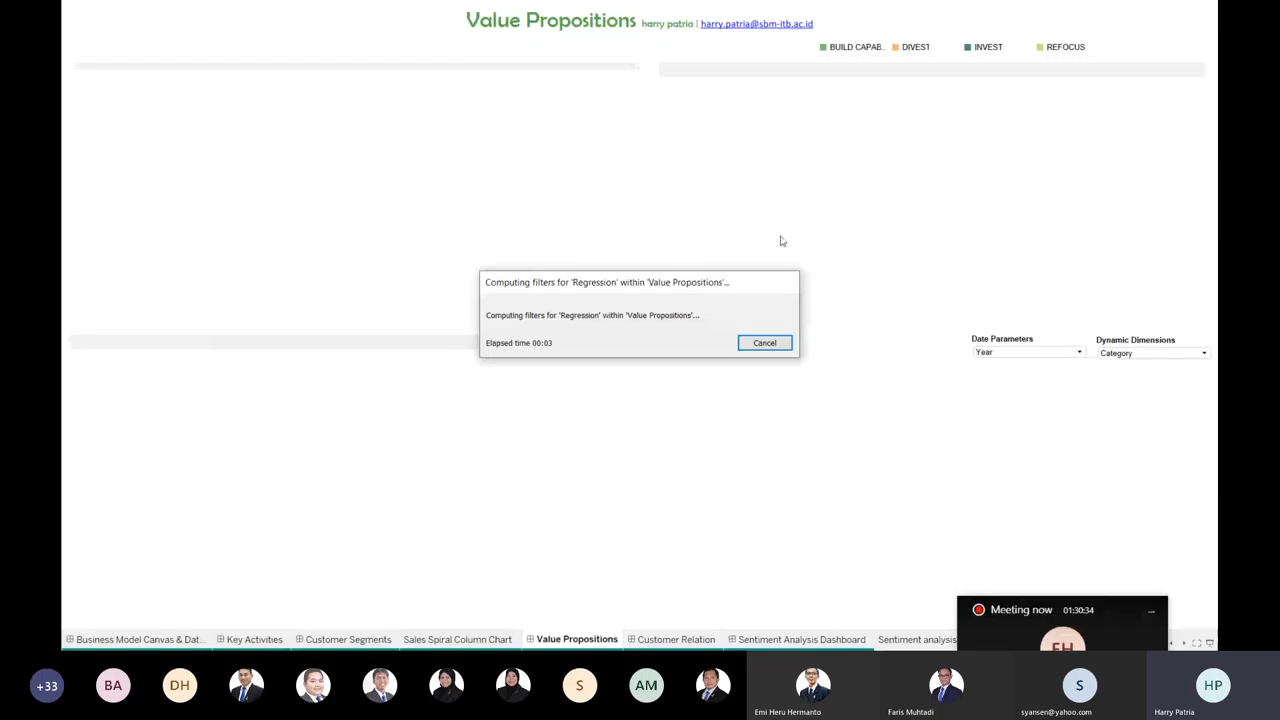 Value Propositions harry patria | harry.patria@sbm-itb.ac.id
BUILD CAPAB.. DIVEST INVEST REFOCUS
Computing filters for 'Regression' within 'Value Propositions'...
Computing filters for 'Regression' within 'Value Propositions'...
Elapsed time 00:03
Cancel
Date Parameters
Year
Dynamic Dimensions
Category
Meeting now 01:30:34
EH
Business Model Canvas & Dat... Key Activities Customer Segments Sales Spiral Column Chart Value Propositions Customer Relation Sentiment Analysis Dashboard Sentiment analysis
+33 BA DH S AM S HP
Emi Heru Hermanto Faris Muhtadi syansen@yahoo.com Harry Patria